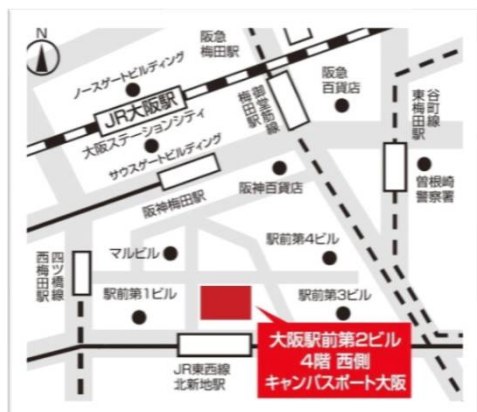 N
阪急
梅田駅
ノースゲートビルディング
JR大阪駅
大阪ステーションシティ
サウスゲートビルディング
御堂筋線
梅田駅
阪急
百貨店
谷町線
東梅田駅
曽根崎
警察署
阪神梅田駅
阪神百貨店
四ツ橋線
西梅田駅
マルビル
駅前第4ビル
駅前第1ビル
駅前第3ビル
大阪駅前第2ビル
4階 西側
キャンパスポート大阪
JR東西線
北新地駅